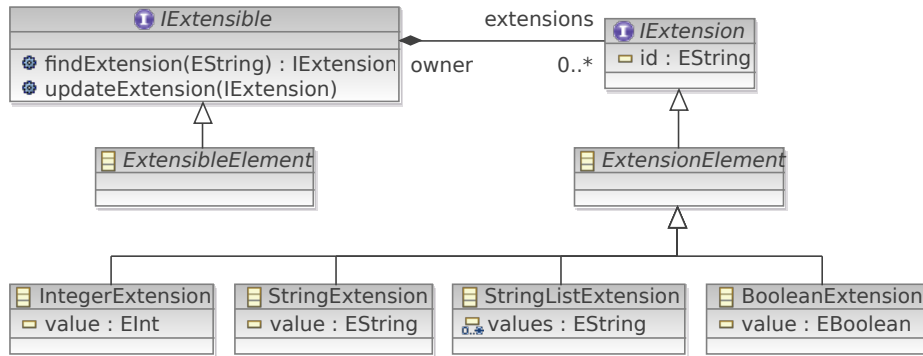 IExtensible
findExtension(EString) : IExtension
updateExtension(IExtension)
extensions
owner
0..*
IExtension
id : EString
ExtensibleElement
ExtensionElement
IntegerExtension
value : EInt
StringExtension
value : EString
StringListExtension
0..*
values : EString
BooleanExtension
value : EBoolean